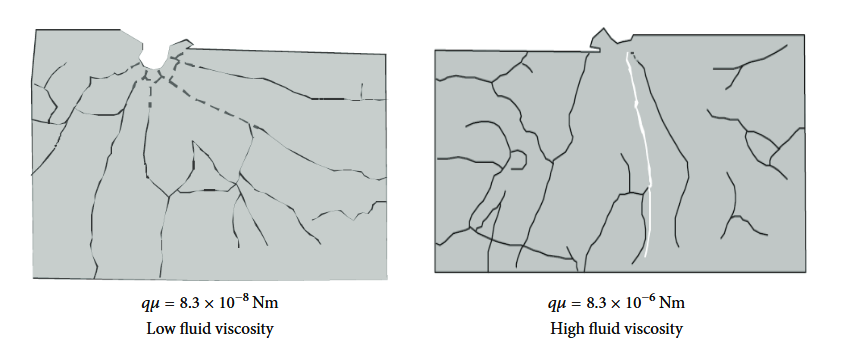 qμ = 8.3 × 10⁻⁸ Nm
Low fluid viscosity
qμ = 8.3 × 10⁻⁶ Nm
High fluid viscosity